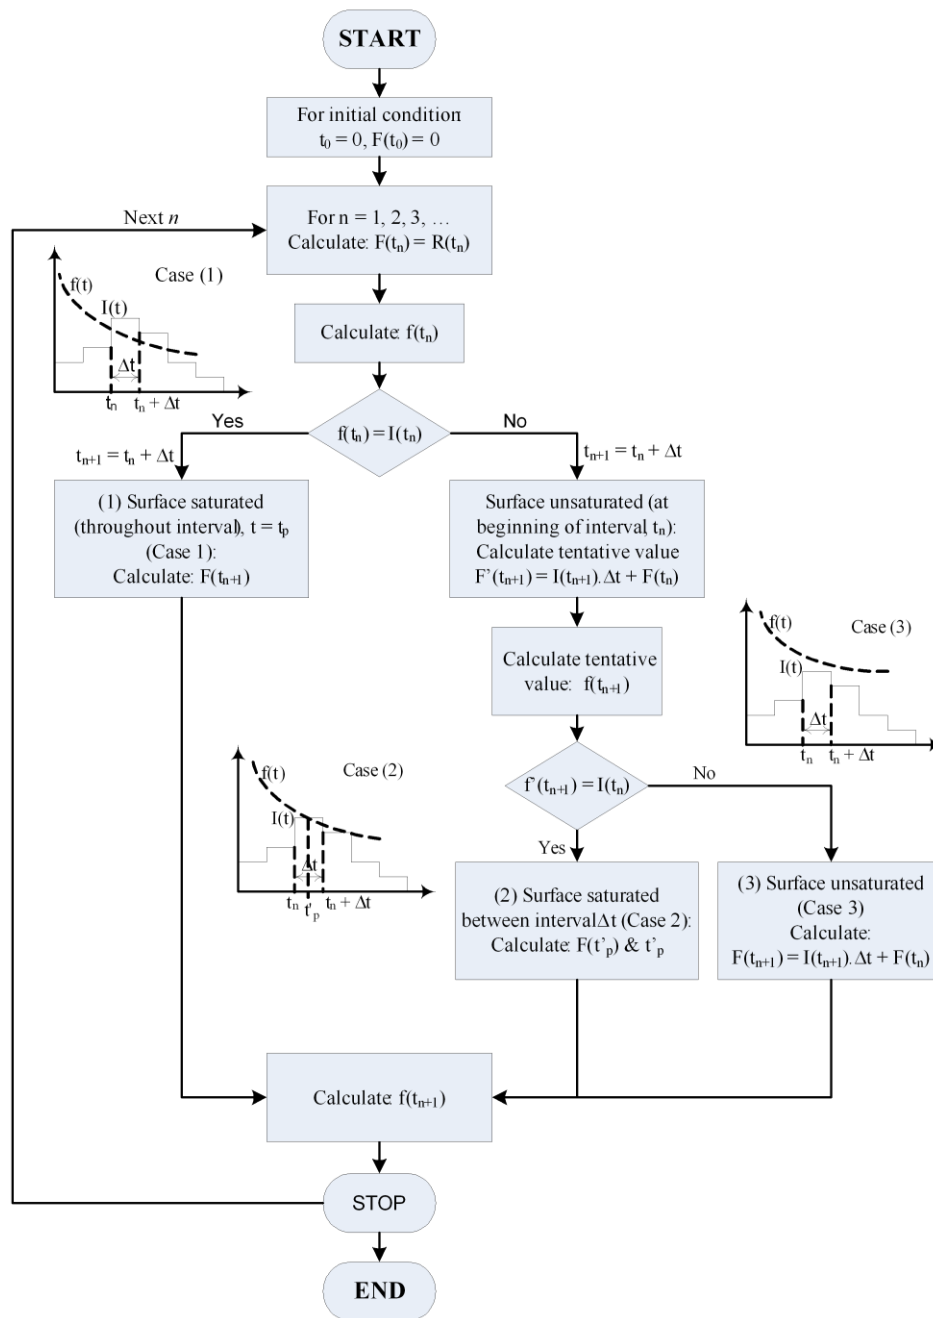 START
For initial condition:
t₀ = 0, F(t₀) = 0
Next n
For n = 1, 2, 3, …
Calculate: F(tₙ) = R(tₙ)
Case (1)
f(t)
I(t)
Δt
tₙ
tₙ + Δt
Calculate: f(tₙ)
f(tₙ) = I(tₙ)
Yes
No
tₙ₊₁ = tₙ + Δt
tₙ₊₁ = tₙ + Δt
(1) Surface saturated
(throughout interval), t = tₚ
(Case 1):
Calculate: F(tₙ₊₁)
Surface unsaturated (at
beginning of interval, tₙ):
Calculate tentative value
F'(tₙ₊₁) = I(tₙ₊₁).Δt + F(tₙ)
Calculate tentative
value: f(tₙ₊₁)
Case (3)
f(t)
I(t)
Δt
tₙ
tₙ + Δt
Case (2)
f(t)
I(t)
Δt
tₙ
t'ₚ
tₙ + Δt
f'(tₙ₊₁) = I(tₙ)
No
Yes
(2) Surface saturated
between interval Δt (Case 2):
Calculate: F(t'ₚ) & t'ₚ
(3) Surface unsaturated
(Case 3)
Calculate:
F(tₙ₊₁) = I(tₙ₊₁).Δt + F(tₙ)
Calculate: f(tₙ₊₁)
STOP
END